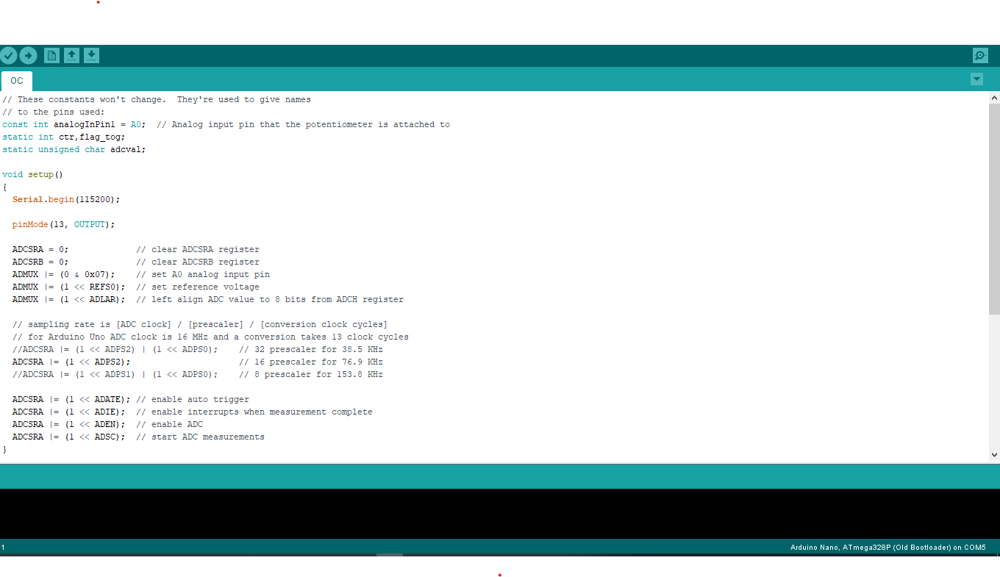 OC
// These constants won't change.  They're used to give names
// to the pins used:
const int analogInPin1 = A0;  // Analog input pin that the potentiometer is attached to
static int ctr,flag_tog;
static unsigned char adcval;

void setup()
{
  Serial.begin(115200);

  pinMode(13, OUTPUT);

  ADCSRA = 0;             // clear ADCSRA register
  ADCSRB = 0;             // clear ADCSRB register
  ADMUX |= (0 & 0x07);    // set A0 analog input pin
  ADMUX |= (1 << REFS0);  // set reference voltage
  ADMUX |= (1 << ADLAR);  // left align ADC value to 8 bits from ADCH register

  // sampling rate is [ADC clock] / [prescaler] / [conversion clock cycles]
  // for Arduino Uno ADC clock is 16 MHz and a conversion takes 13 clock cycles
  //ADCSRA |= (1 << ADPS2) | (1 << ADPS0);    // 32 prescaler for 38.5 KHz
  ADCSRA |= (1 << ADPS2);                     // 16 prescaler for 76.9 KHz
  //ADCSRA |= (1 << ADPS1) | (1 << ADPS0);    // 8 prescaler for 153.8 KHz

  ADCSRA |= (1 << ADATE); // enable auto trigger
  ADCSRA |= (1 << ADIE);  // enable interrupts when measurement complete
  ADCSRA |= (1 << ADEN);  // enable ADC
  ADCSRA |= (1 << ADSC);  // start ADC measurements
}
1
Arduino Nano, ATmega328P (Old Bootloader) on COM5